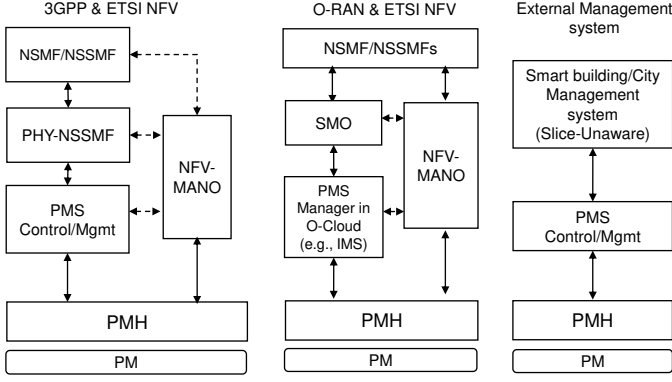 3GPP & ETSI NFV
NSMF/NSSMF
PHY-NSSMF
NFV-
MANO
PMS
Control/Mgmt
PMH
PM
O-RAN & ETSI NFV
NSMF/NSSMFs
SMO
NFV-
MANO
PMS
Manager in
O-Cloud
(e.g., IMS)
PMH
PM
External Management
system
Smart building/City
Management
system
(Slice-Unaware)
PMS
Control/Mgmt
PMH
PM